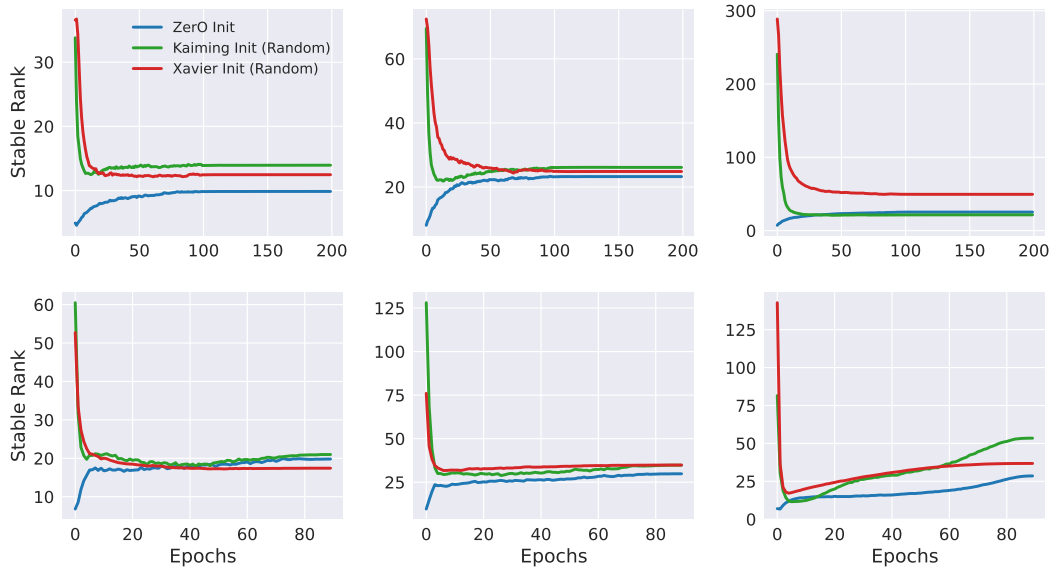 ZerO Init
Kaiming Init (Random)
Xavier Init (Random)
Stable Rank
30
20
10
0 50 100 150 200
60
40
20
0 50 100 150 200
300
200
100
0
0 50 100 150 200
Stable Rank
60
50
40
30
20
10
0 20 40 60 80
Epochs
125
100
75
50
25
0 20 40 60 80
Epochs
125
100
75
50
25
0
0 20 40 60 80
Epochs